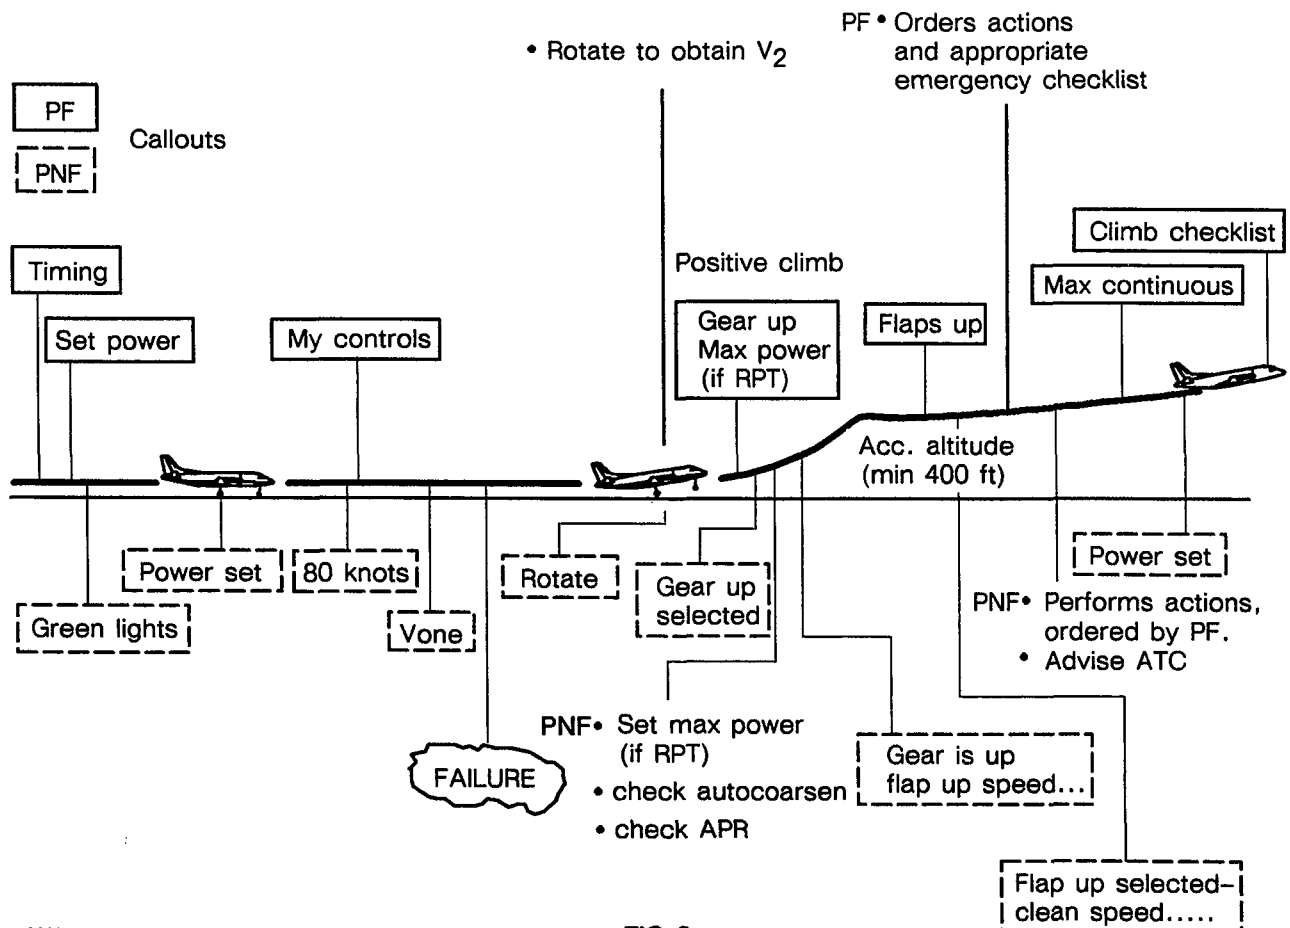 PF • Orders actions
and appropriate
emergency checklist
• Rotate to obtain V2
PF
Callouts
PNF
Climb checklist
Timing
Positive climb
Max continuous
Set power
My controls
Gear up
Max power
(if RPT)
Flaps up
Acc. altitude
(min 400 ft)
Power set
80 knots
Rotate
Gear up
selected
Power set
Green lights
Vone
PNF• Performs actions,
ordered by PF.
• Advise ATC
PNF• Set max power
(if RPT)
• check autocoarsen
• check APR
FAILURE
Gear is up
flap up speed...
Flap up selected–
clean speed.....